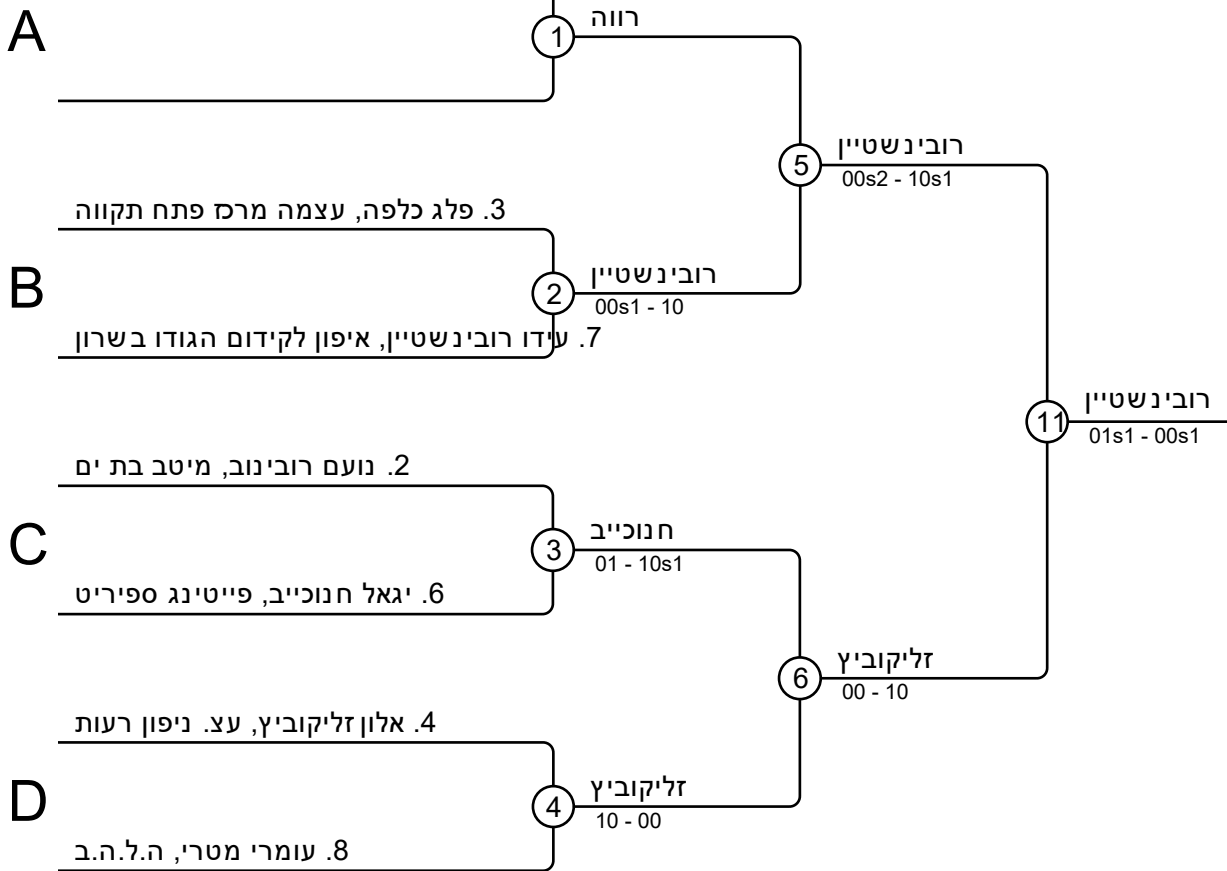 A
1
רווה
5
רובינשטיין
00s2 - 10s1
3. פלג כלפה, עצמה מרכז פתח תקווה
B
2
רובינשטיין
00s1 - 10
7. עידו רובינשטיין, איפון לקידום הגודו בשרון
11
רובינשטיין
01s1 - 00s1
2. נועם רובינוב, מיטב בת ים
C
3
חנוכייב
01 - 10s1
6. יגאל חנוכייב, פייטינג ספיריט
6
זליקוביץ
00 - 10
4. אלון זליקוביץ, עצ. ניפון רעות
D
4
זליקוביץ
10 - 00
8. עומרי מטרי, ה.ל.ה.ב